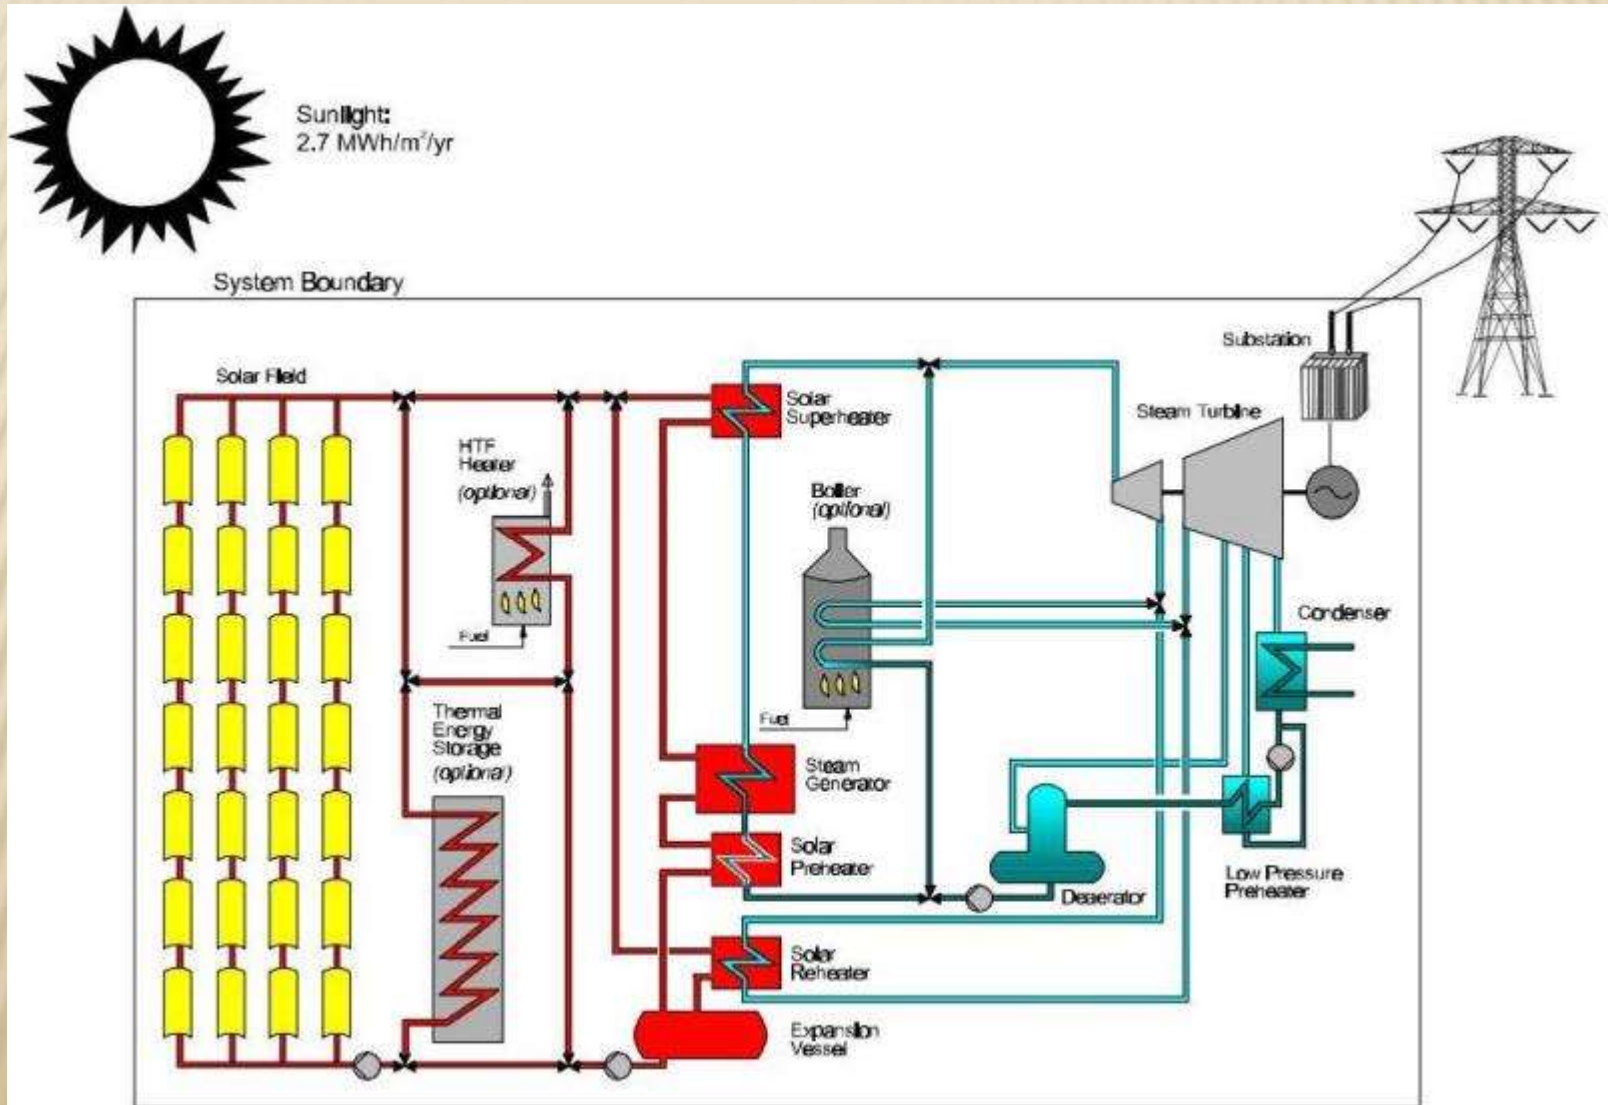 Sunlight:
2.7 MWh/m²/yr
System Boundary
Substation
Solar Field
Solar
Superheater
Steam Turbine
HTF
Heater
(optional)
Boiler
(optional)
Condenser
Fuel
Thermal
Energy
Storage
(optional)
Fuel
Steam
Generator
Solar
Preheater
Low Pressure
Preheater
Deaerator
Solar
Reheater
Expansion
Vessel